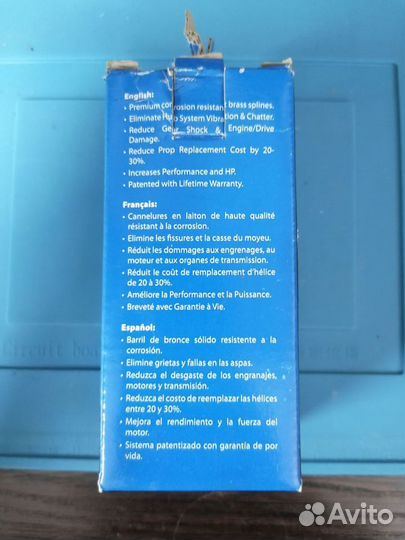 English:
• Premium corrosion resistant brass splines.
• Eliminate Hub System Vibration & Chatter.
• Reduce Gear Shock & Engine/Drive
Damage.
• Reduce Prop Replacement Cost by 20-
30%.
• Increases Performance and HP.
• Patented with Lifetime Warranty.
Français:
• Cannelures en laiton de haute qualité
résistant à la corrosion.
• Elimine les fissures et la casse du moyeu.
• Réduit les dommages aux engrenages, au
moteur et aux organes de transmission.
• Réduit le coût de remplacement d'hélice
de 20 à 30%.
• Améliore la Performance et la Puissance.
• Breveté avec Garantie à Vie.
Español:
• Barril de bronce sólido resistente a la
corrosión.
• Elimine grietas y fallas en las aspas.
• Reduzca el desgaste de los engranajes,
motores y transmisión.
• Reduzca el costo de reemplazar las hélices
entre 20 y 30%.
• Mejora el rendimiento y la fuerza del
motor.
• Sistema patentizado con garantía de por
vida.
Circuit boa
Avito